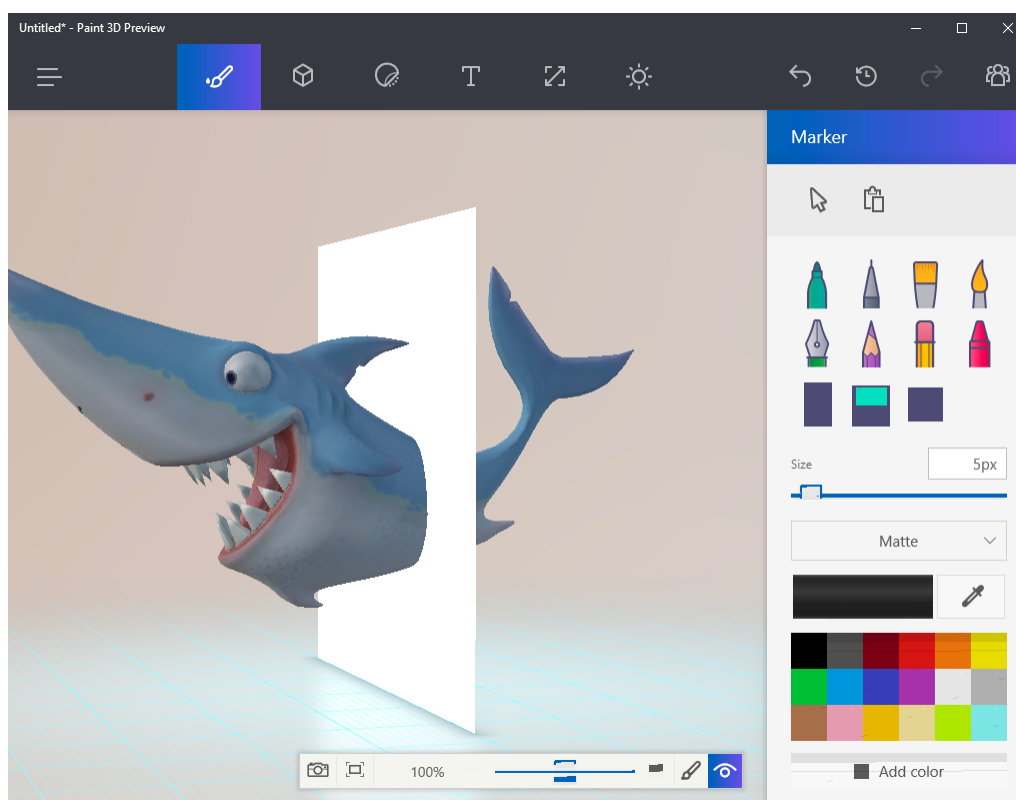 Untitled* - Paint 3D Preview
Marker
Size
5px
Matte
Add color
100%